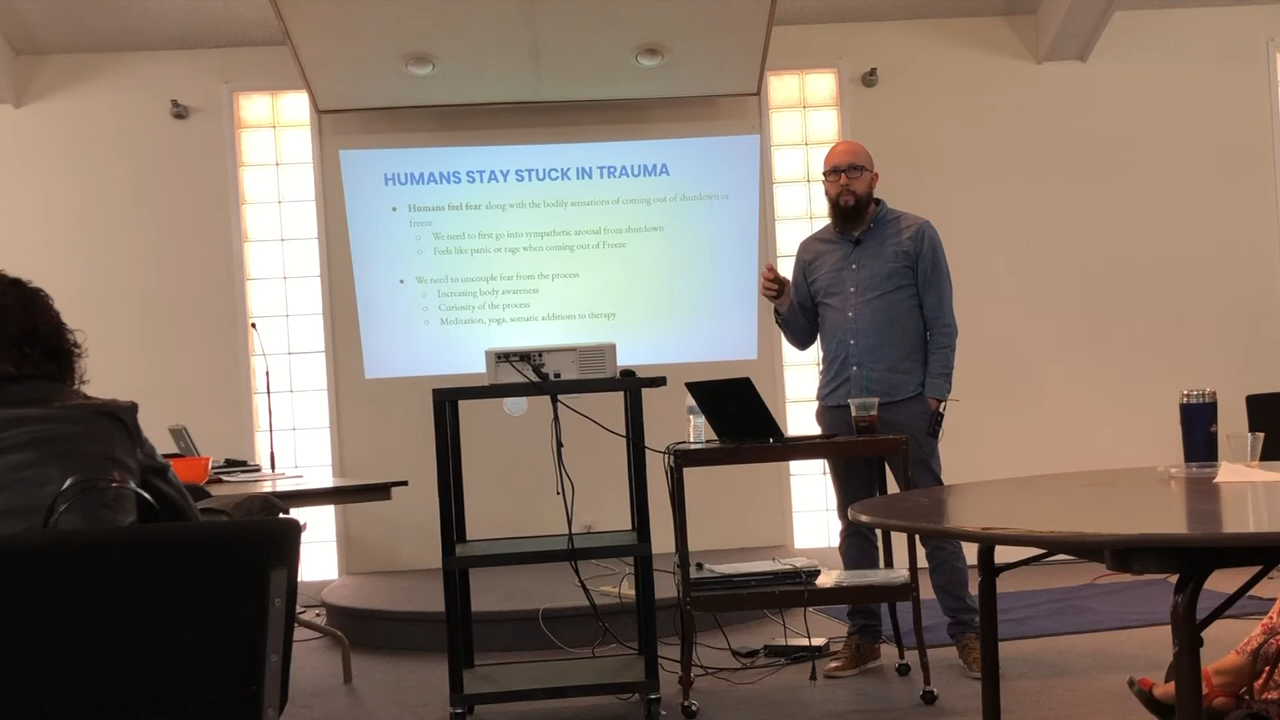 HUMANS STAY STUCK IN TRAUMA
● Humans feel fear along with the bodily sensations of coming out of shutdown or
freeze
○ We need to first go into sympathetic arousal from shutdown
○ Feels like panic or rage when coming out of Freeze
● We need to uncouple fear from the process
○ Increasing body awareness
○ Curiosity of the process
○ Meditation, yoga, somatic additions to therapy